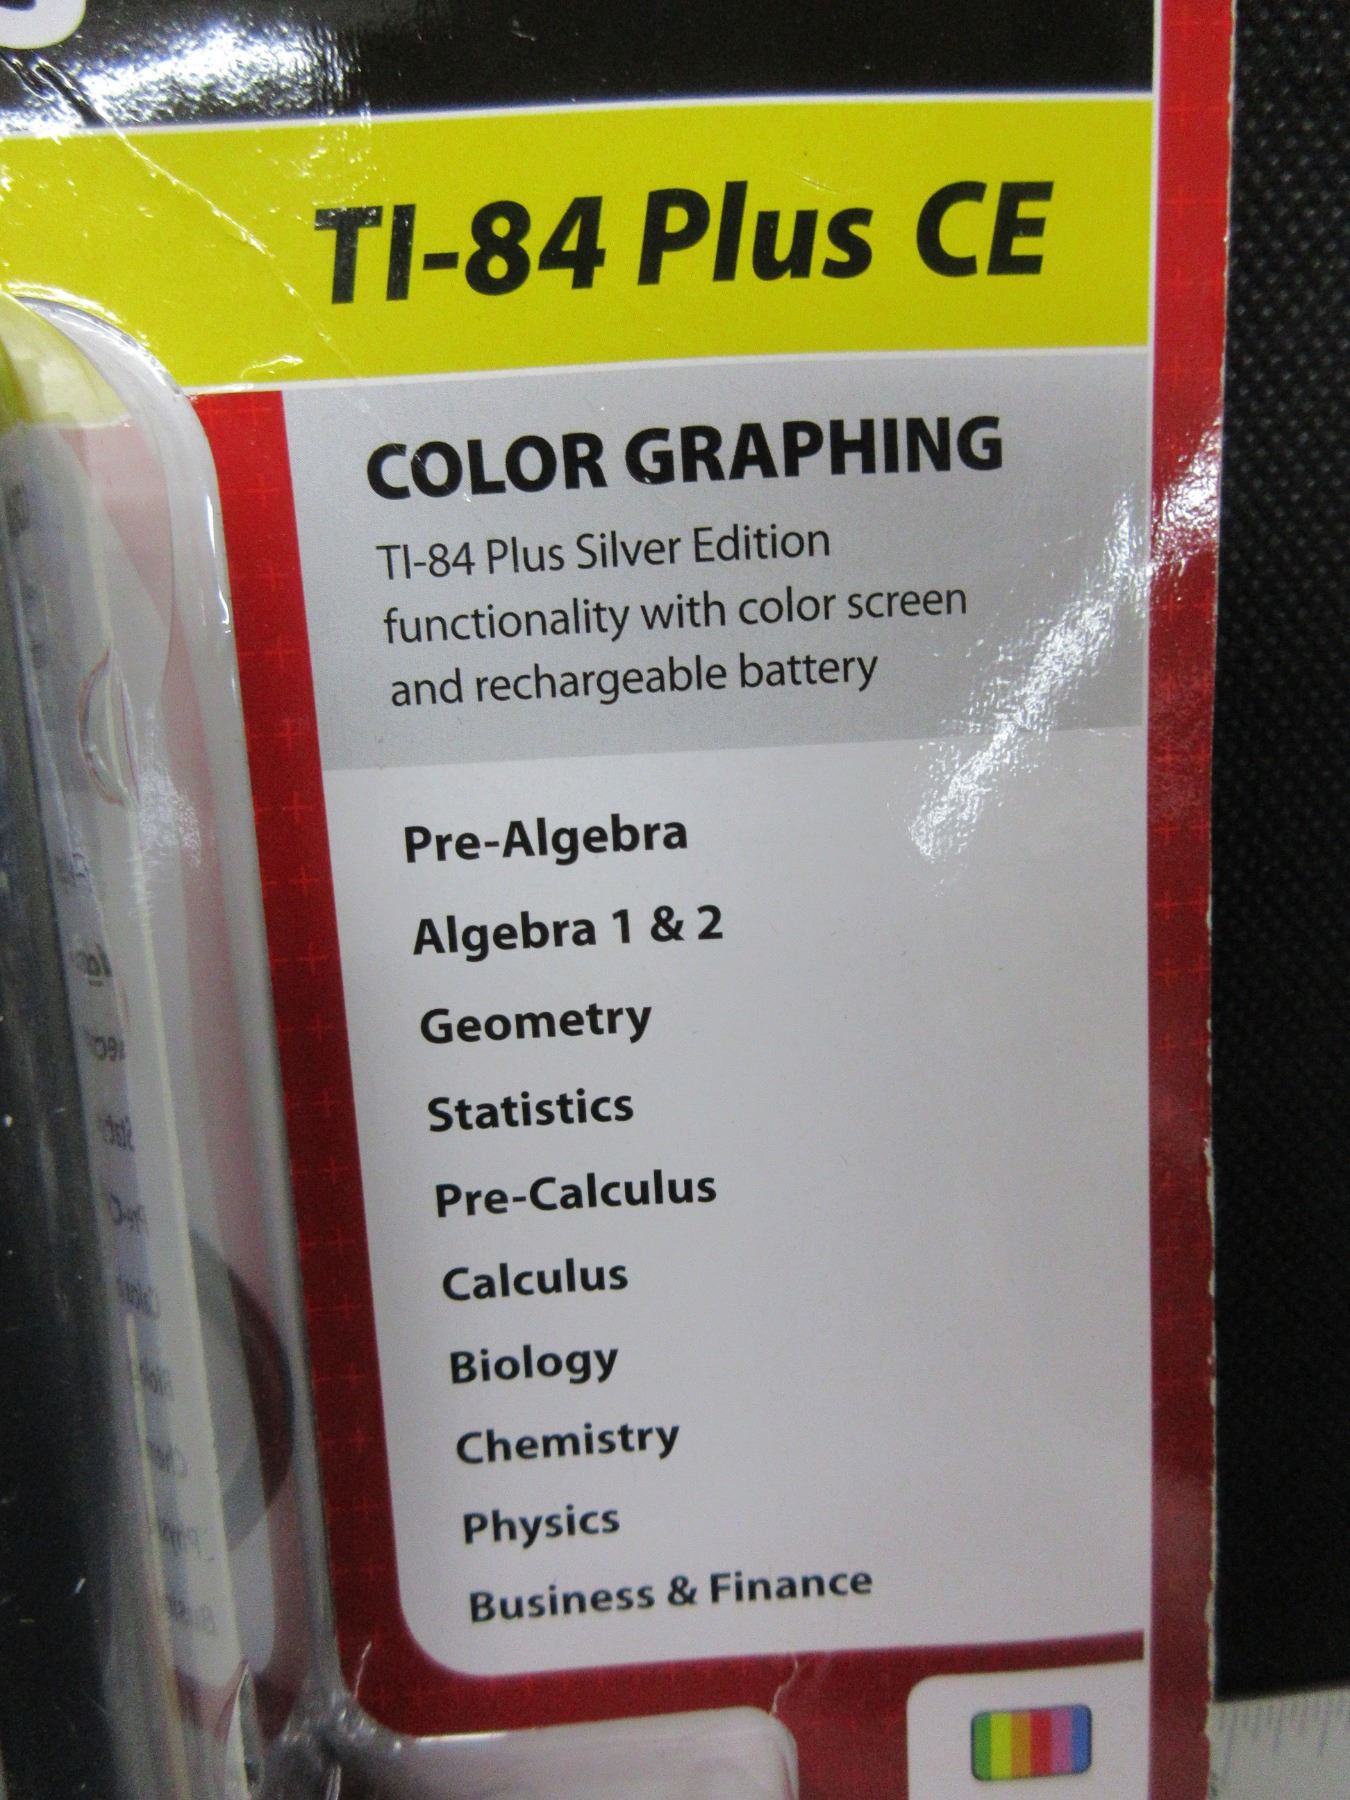 TI-84 Plus CE
COLOR GRAPHING
TI-84 Plus Silver Edition
functionality with color screen
and rechargeable battery
Pre-Algebra
Algebra 1 & 2
Geometry
Statistics
Pre-Calculus
Calculus
Biology
Chemistry
Physics
Business & Finance